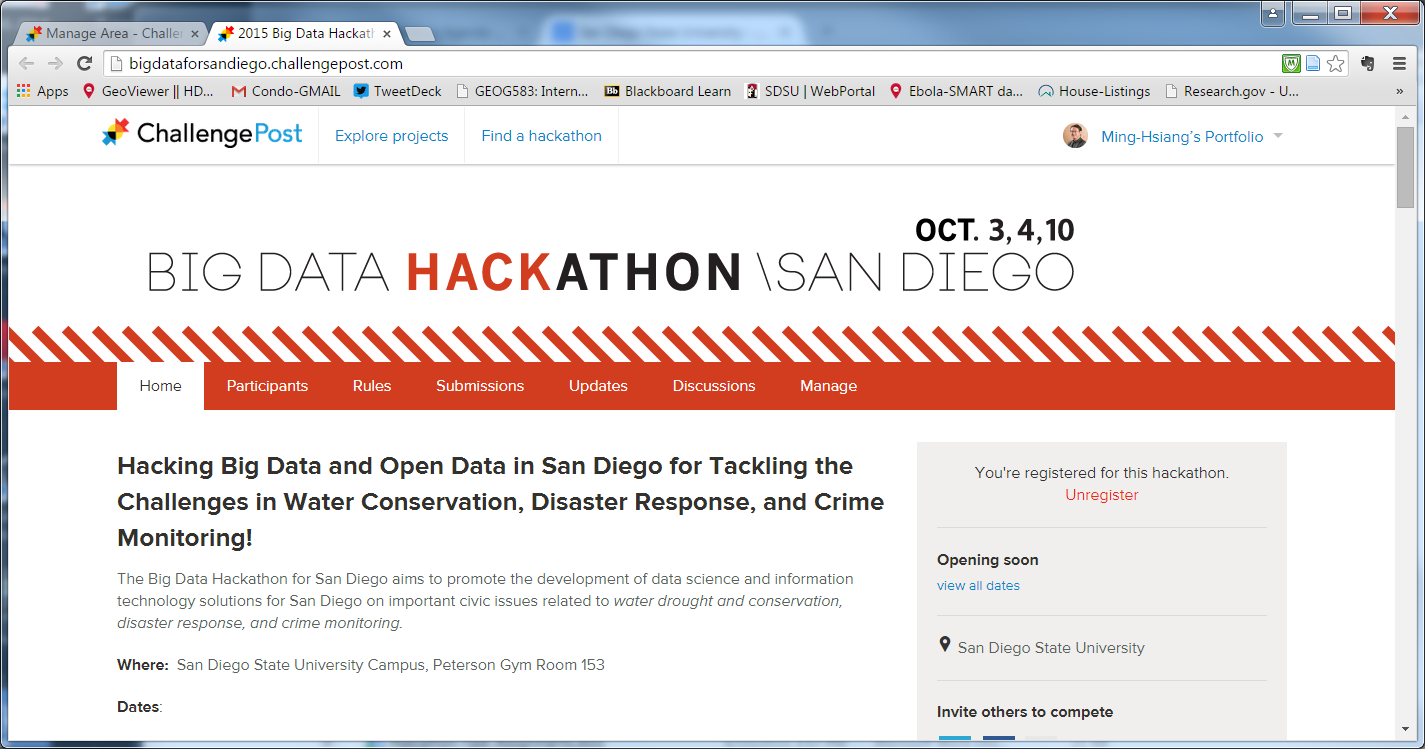 Manage Area - Challe
2015 Big Data Hackath
bigdataforsandiego.challengepost.com
Apps GeoViewer || HD... Condo-GMAIL TweetDeck GEOG583: Intern... Bb Blackboard Learn SDSU | WebPortal Ebola-SMART da... House-Listings Research.gov - U... »
ChallengePost Explore projects Find a hackathon Ming-Hsiang's Portfolio
OCT. 3, 4, 10
BIG DATA HACKATHON \SAN DIEGO
Home Participants Rules Submissions Updates Discussions Manage
Hacking Big Data and Open Data in San Diego for Tackling the
Challenges in Water Conservation, Disaster Response, and Crime
Monitoring!
The Big Data Hackathon for San Diego aims to promote the development of data science and information
technology solutions for San Diego on important civic issues related to water drought and conservation,
disaster response, and crime monitoring.
Where: San Diego State University Campus, Peterson Gym Room 153
Dates:
You're registered for this hackathon.
Unregister
Opening soon
view all dates
San Diego State University
Invite others to compete